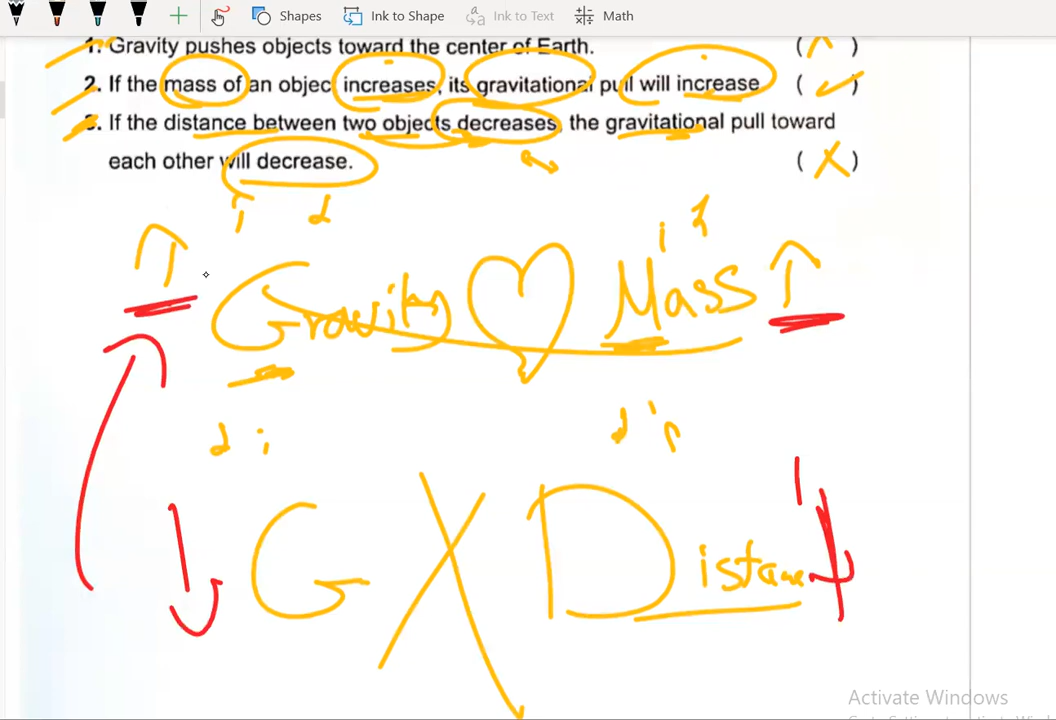 Shapes Ink to Shape Ink to Text Math
1. Gravity pushes objects toward the center of Earth. ( )
2. If the mass of an objec increases, its gravitational pull will increase ( ✓ )
3. If the distance between two objects decreases, the gravitational pull toward
each other will decrease. ( X )
i d
i
Gravity ♡ Mass ↑
d i
G X Distance
Activate Windows